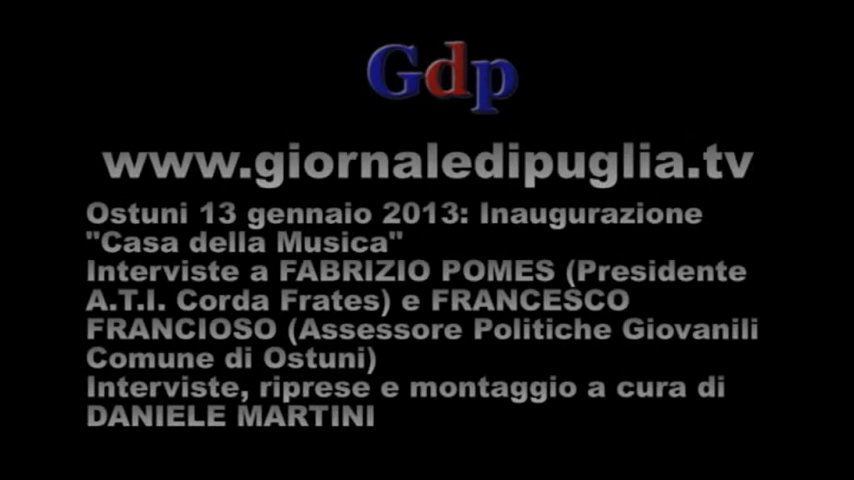 Gdp
www.giornaledipuglia.tv
Ostuni 13 gennaio 2013: Inaugurazione
"Casa della Musica"
Interviste a FABRIZIO POMES (Presidente
A.T.I. Corda Frates) e FRANCESCO
FRANCIOSO (Assessore Politiche Giovanili
Comune di Ostuni)
Interviste, riprese e montaggio a cura di
DANIELE MARTINI